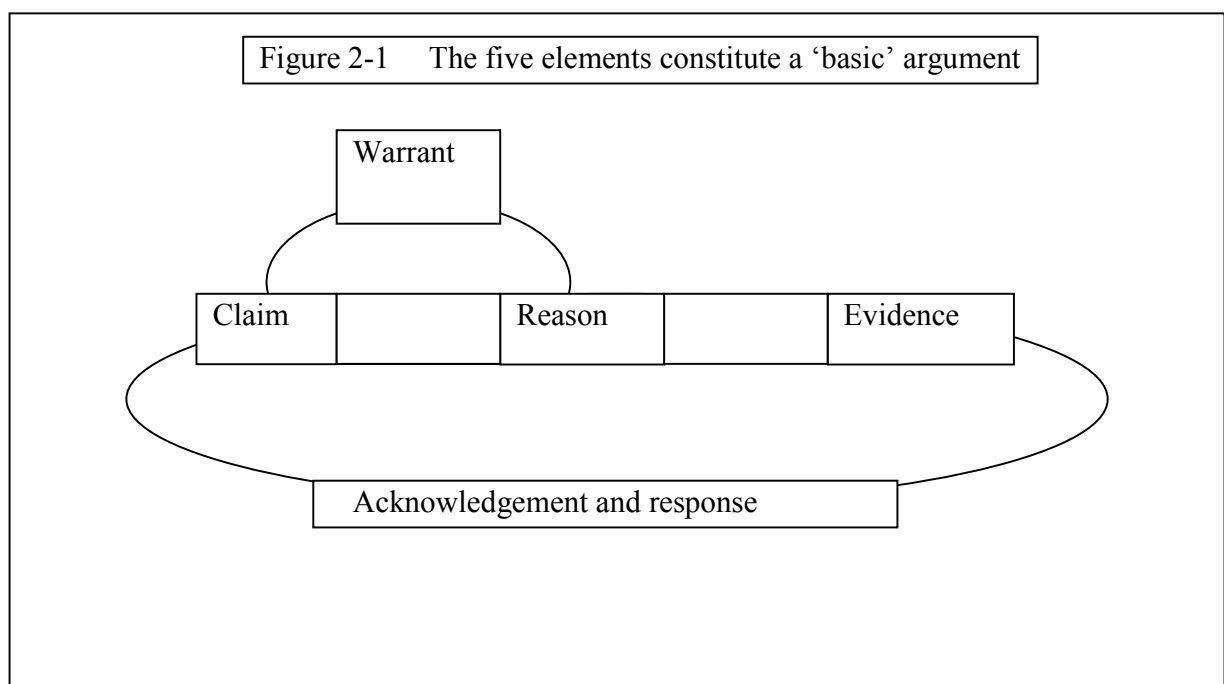 Figure 2-1 The five elements constitute a ‘basic’ argument
Warrant
Claim Reason Evidence
Acknowledgement and response